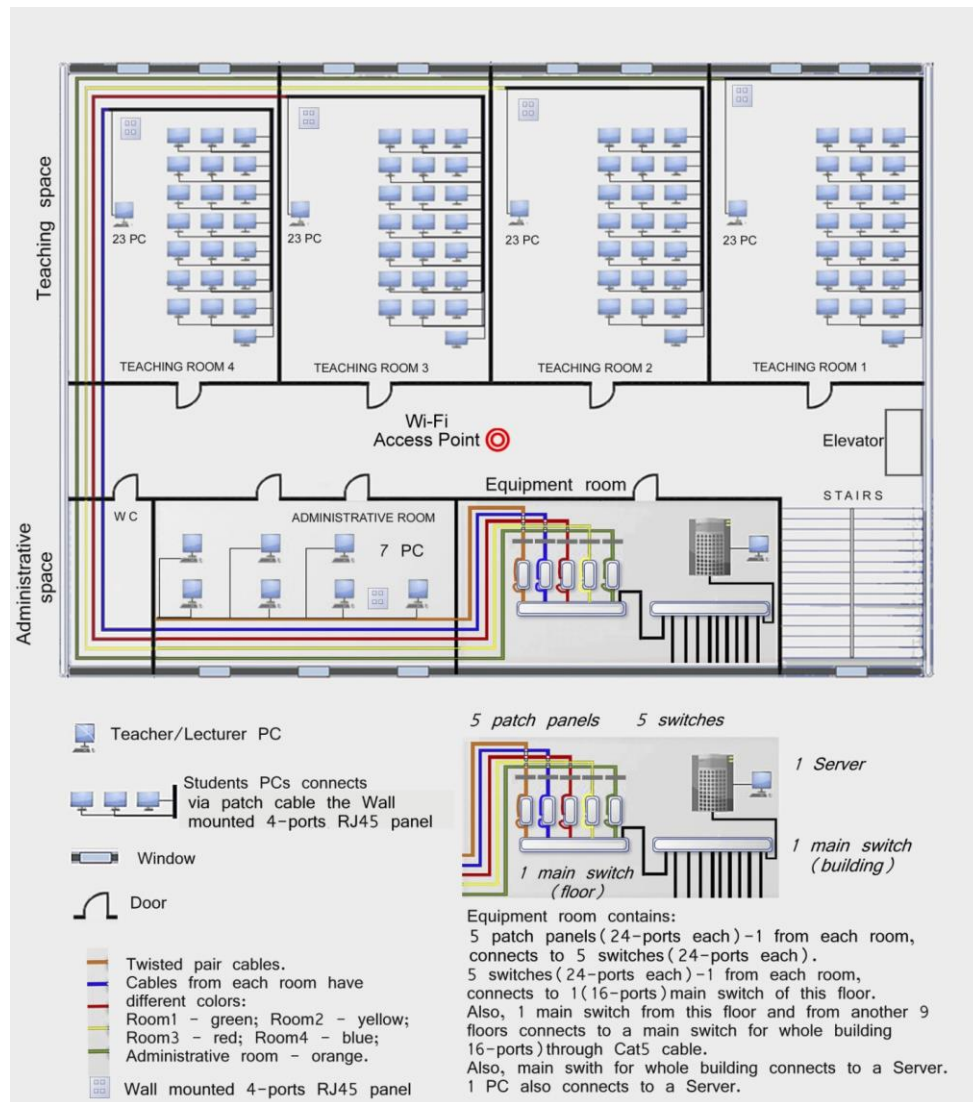 Teaching space
23 PC
23 PC
23 PC
23 PC
TEACHING ROOM 4
TEACHING ROOM 3
TEACHING ROOM 2
TEACHING ROOM 1
Wi-Fi
Access Point
Elevator
Equipment room
STAIRS
Administrative
space
WC
ADMINISTRATIVE ROOM
7 PC
Teacher/Lecturer PC
Students PCs connects
via patch cable the Wall
mounted 4-ports RJ45 panel
Window
Door
Twisted pair cables.
Cables from each room have
different colors:
Room1 - green; Room2 - yellow;
Room3 - red; Room4 - blue;
Administrative room - orange.
Wall mounted 4-ports RJ45 panel
5 patch panels 5 switches
1 Server
1 main switch
(building)
1 main switch
(floor)
Equipment room contains:
5 patch panels(24-ports each)-1 from each room,
connects to 5 switches(24-ports each).
5 switches(24-ports each)-1 from each room,
connects to 1(16-ports)main switch of this floor.
Also, 1 main switch from this floor and from another 9
floors connects to a main switch for whole building
16-ports)through Cat5 cable.
Also, main swith for whole building connects to a Server.
1 PC also connects to a Server.